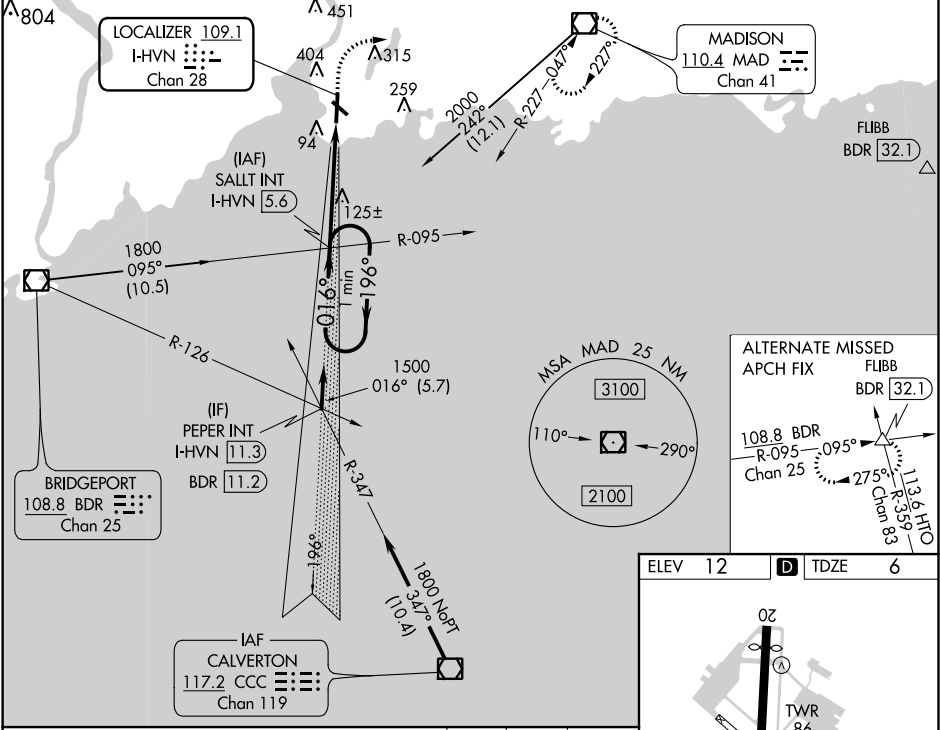 804
451
LOCALIZER 109.1
I-HVN
Chan 28
404
315
259
94
MADISON
110.4 MAD
Chan 41
R-227
047°
227°
2000
242°
(12.1)
FLIBB
BDR 32.1
(IAF)
SALLT INT
I-HVN 5.6
125±
1800
095°
(10.5)
R-095
016°
1 min
196°
R-126
1500
016° (5.7)
(IF)
PEPER INT
I-HVN 11.3
BDR 11.2
R-347
BRIDGEPORT
108.8 BDR
Chan 25
196°
1800 NoPT
347°
(10.4)
IAF
CALVERTON
117.2 CCC
Chan 119
MSA MAD 25 NM
3100
110°
290°
2100
ALTERNATE MISSED
APCH FIX
FLIBB
BDR 32.1
108.8 BDR
R-095
095°
Chan 25
275°
113.6 HTO
R-359
Chan 83
ELEV 12 D TDZE 6
20
TWR
86